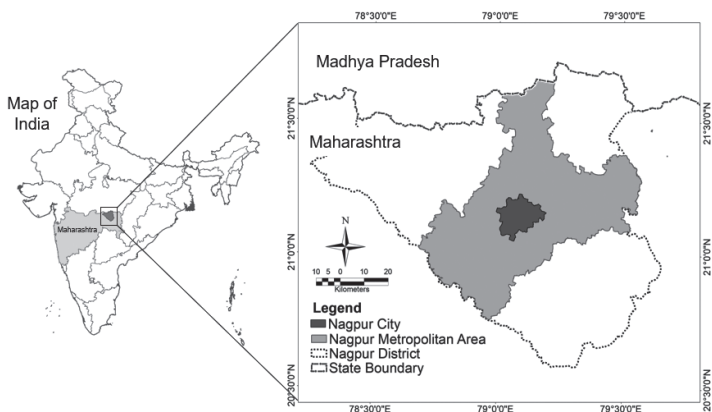 Map of
India
Maharashtra
78°30'0"E 79°0'0"E 79°30'0"E
Madhya Pradesh
Maharashtra
21°30'0"N
21°0'0"N
20°30'0"N
21°30'0"N
21°0'0"N
20°30'0"N
N
10 5 0 10 20
Kilometers
Legend
Nagpur City
Nagpur Metropolitan Area
Nagpur District
State Boundary
78°30'0"E 79°0'0"E 79°30'0"E